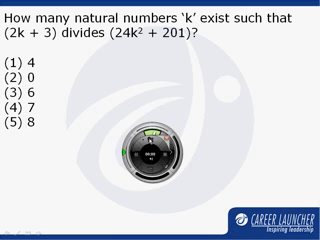 How many natural numbers ‘k’ exist such that
(2k + 3) divides (24k² + 201)?
(1) 4
(2) 0
(3) 6
(4) 7
(5) 8
CAREER LAUNCHER
Inspiring leadership